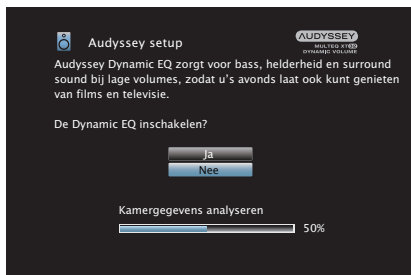 Audyssey setup
AUDYSSEY
MULTEQ XT32
DYNAMIC VOLUME
Audyssey Dynamic EQ zorgt voor bass, helderheid en surround
sound bij lage volumes, zodat u's avonds laat ook kunt genieten
van films en televisie.
De Dynamic EQ inschakelen?
Ja
Nee
Kamergegevens analyseren
50%